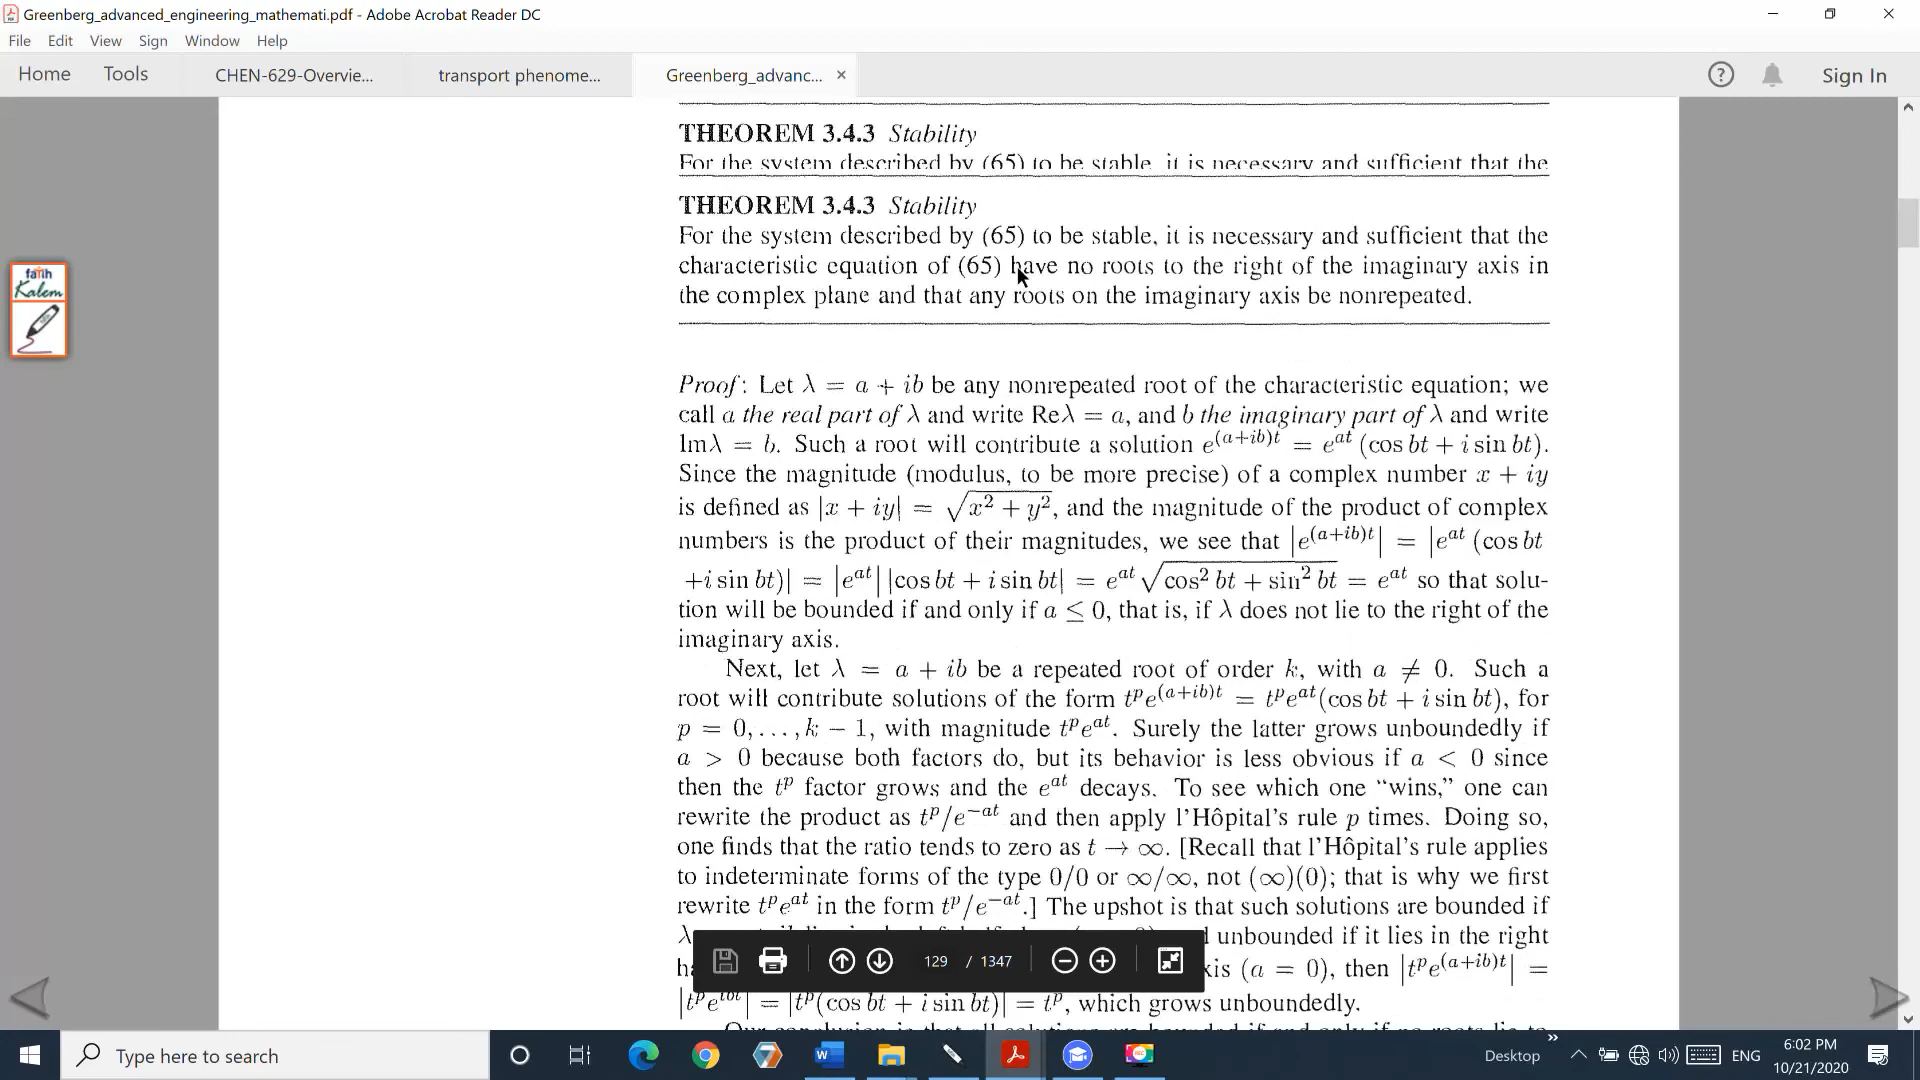 Greenberg_advanced_engineering_mathemati.pdf - Adobe Acrobat Reader DC
File Edit View Sign Window Help
Home Tools CHEN-629-Overvie... transport phenome... Greenberg_advanc... × ? Sign In
THEOREM 3.4.3 Stability
For the system described by (65) to be stable, it is necessary and sufficient that the
THEOREM 3.4.3 Stability
For the system described by (65) to be stable, it is necessary and sufficient that the
characteristic equation of (65) have no roots to the right of the imaginary axis in
the complex plane and that any roots on the imaginary axis be nonrepeated.
fatih
Kalem
Proof: Let λ = a + ib be any nonrepeated root of the characteristic equation; we
call a the real part of λ and write Reλ = a, and b the imaginary part of λ and write
Imλ = b. Such a root will contribute a solution e^(a+ib)t = e^at (cos bt + i sin bt).
Since the magnitude (modulus, to be more precise) of a complex number x + iy
is defined as |x + iy| = √(x² + y²), and the magnitude of the product of complex
numbers is the product of their magnitudes, we see that |e^(a+ib)t| = |e^at (cos bt
+i sin bt)| = |e^at| |cos bt + i sin bt| = e^at √(cos² bt + sin² bt) = e^at so that solu-
tion will be bounded if and only if a ≤ 0, that is, if λ does not lie to the right of the
imaginary axis.
Next, let λ = a + ib be a repeated root of order k, with a ≠ 0. Such a
root will contribute solutions of the form t^p e^(a+ib)t = t^p e^at (cos bt + i sin bt), for
p = 0, . . . , k − 1, with magnitude t^p e^at. Surely the latter grows unboundedly if
a > 0 because both factors do, but its behavior is less obvious if a < 0 since
then the t^p factor grows and the e^at decays. To see which one "wins," one can
rewrite the product as t^p/e^−at and then apply l'Hôpital's rule p times. Doing so,
one finds that the ratio tends to zero as t → ∞. [Recall that l'Hôpital's rule applies
to indeterminate forms of the type 0/0 or ∞/∞, not (∞)(0); that is why we first
rewrite t^p e^at in the form t^p/e^−at.] The upshot is that such solutions are bounded if
λ unbounded if it lies in the right
(a = 0), then |t^p e^(a+ib)t| =
129 / 1347
|t^p e^ibt| = |t^p (cos bt + i sin bt)| = t^p, which grows unboundedly.
Type here to search Desktop ENG 6:02 PM
10/21/2020